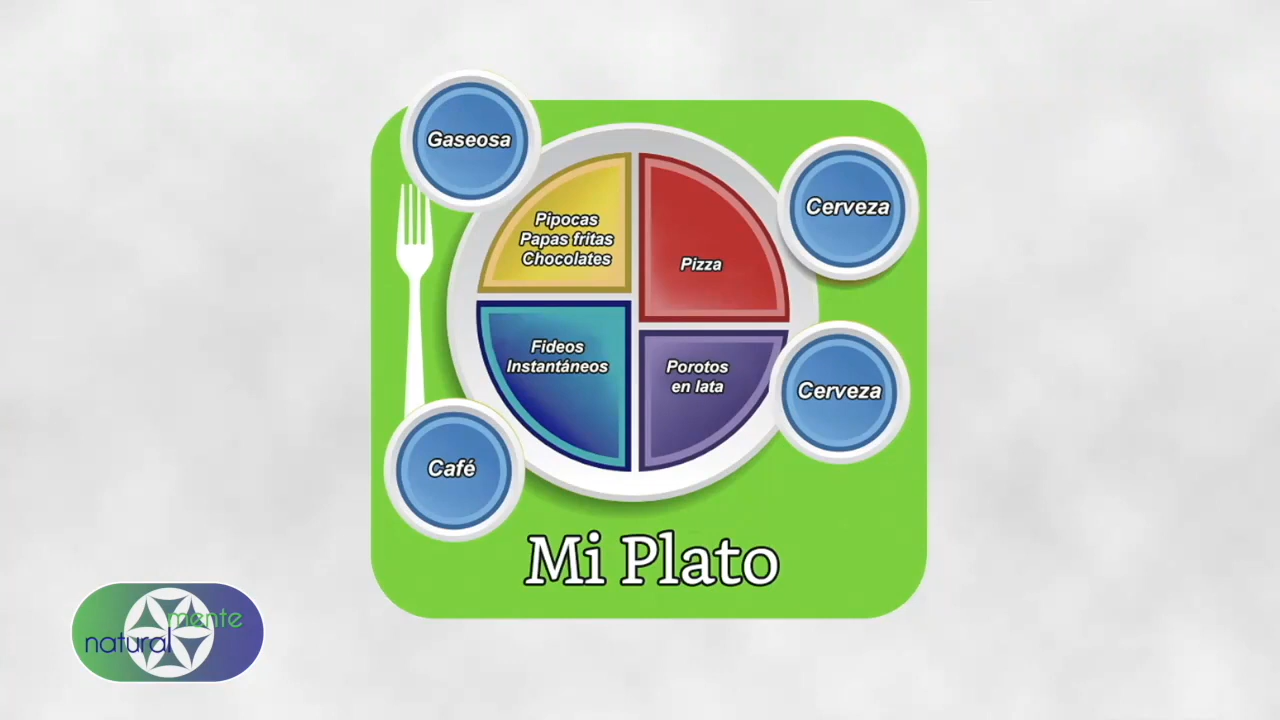 Gaseosa
Cerveza
Pipocas
Papas fritas
Chocolates
Pizza
Fideos
Instantáneos
Porotos
en lata
Cerveza
Café
Mi Plato
natural mente